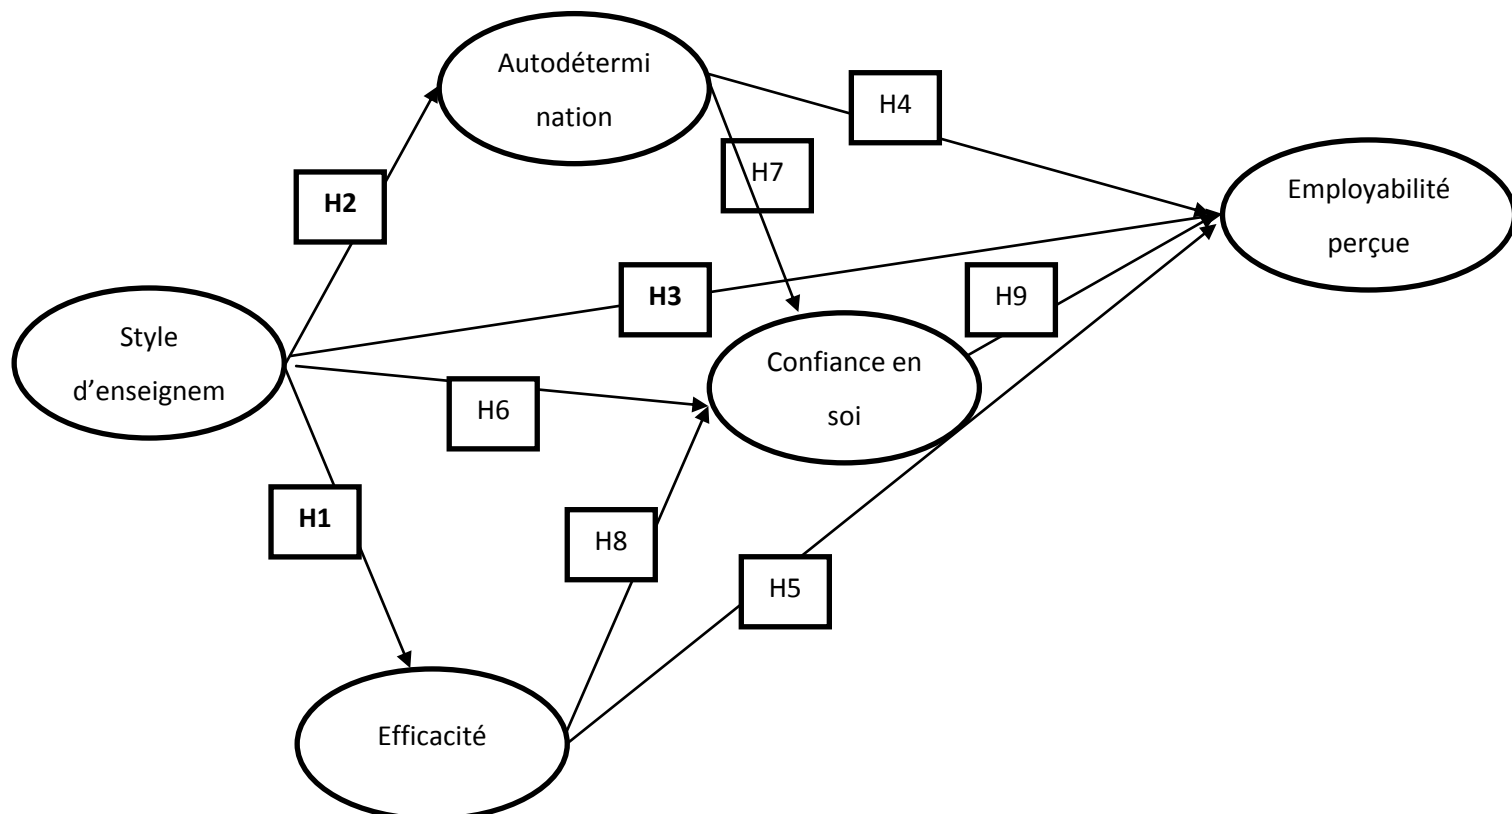 Autodétermi
nation
H4
H7
Employabilité
perçue
H2
H3
H9
Style
d’enseignem
Confiance en
soi
H6
H1
H8
H5
Efficacité